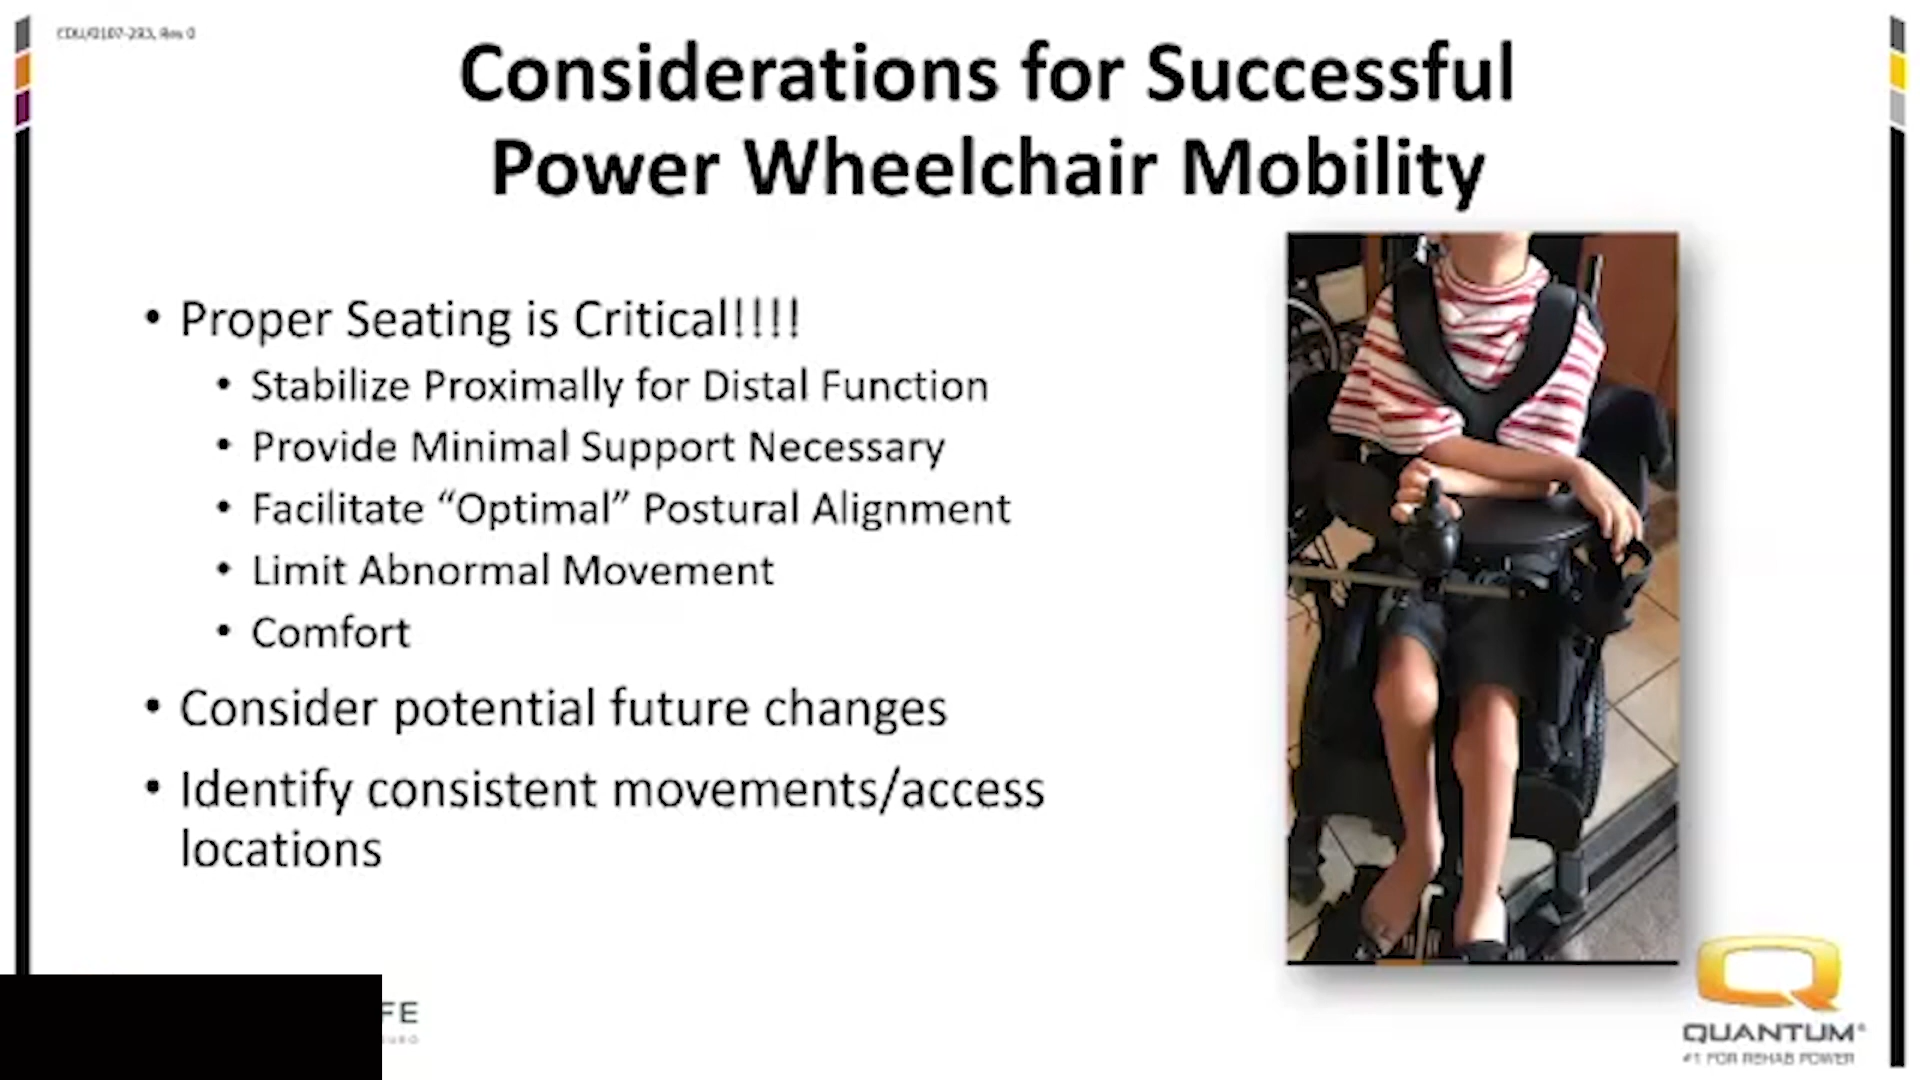 Considerations for Successful
Power Wheelchair Mobility
• Proper Seating is Critical!!!!
• Stabilize Proximally for Distal Function
• Provide Minimal Support Necessary
• Facilitate “Optimal” Postural Alignment
• Limit Abnormal Movement
• Comfort
• Consider potential future changes
• Identify consistent movements/access
locations
FE
QUANTUM®
#1 FOR REHAB POWER